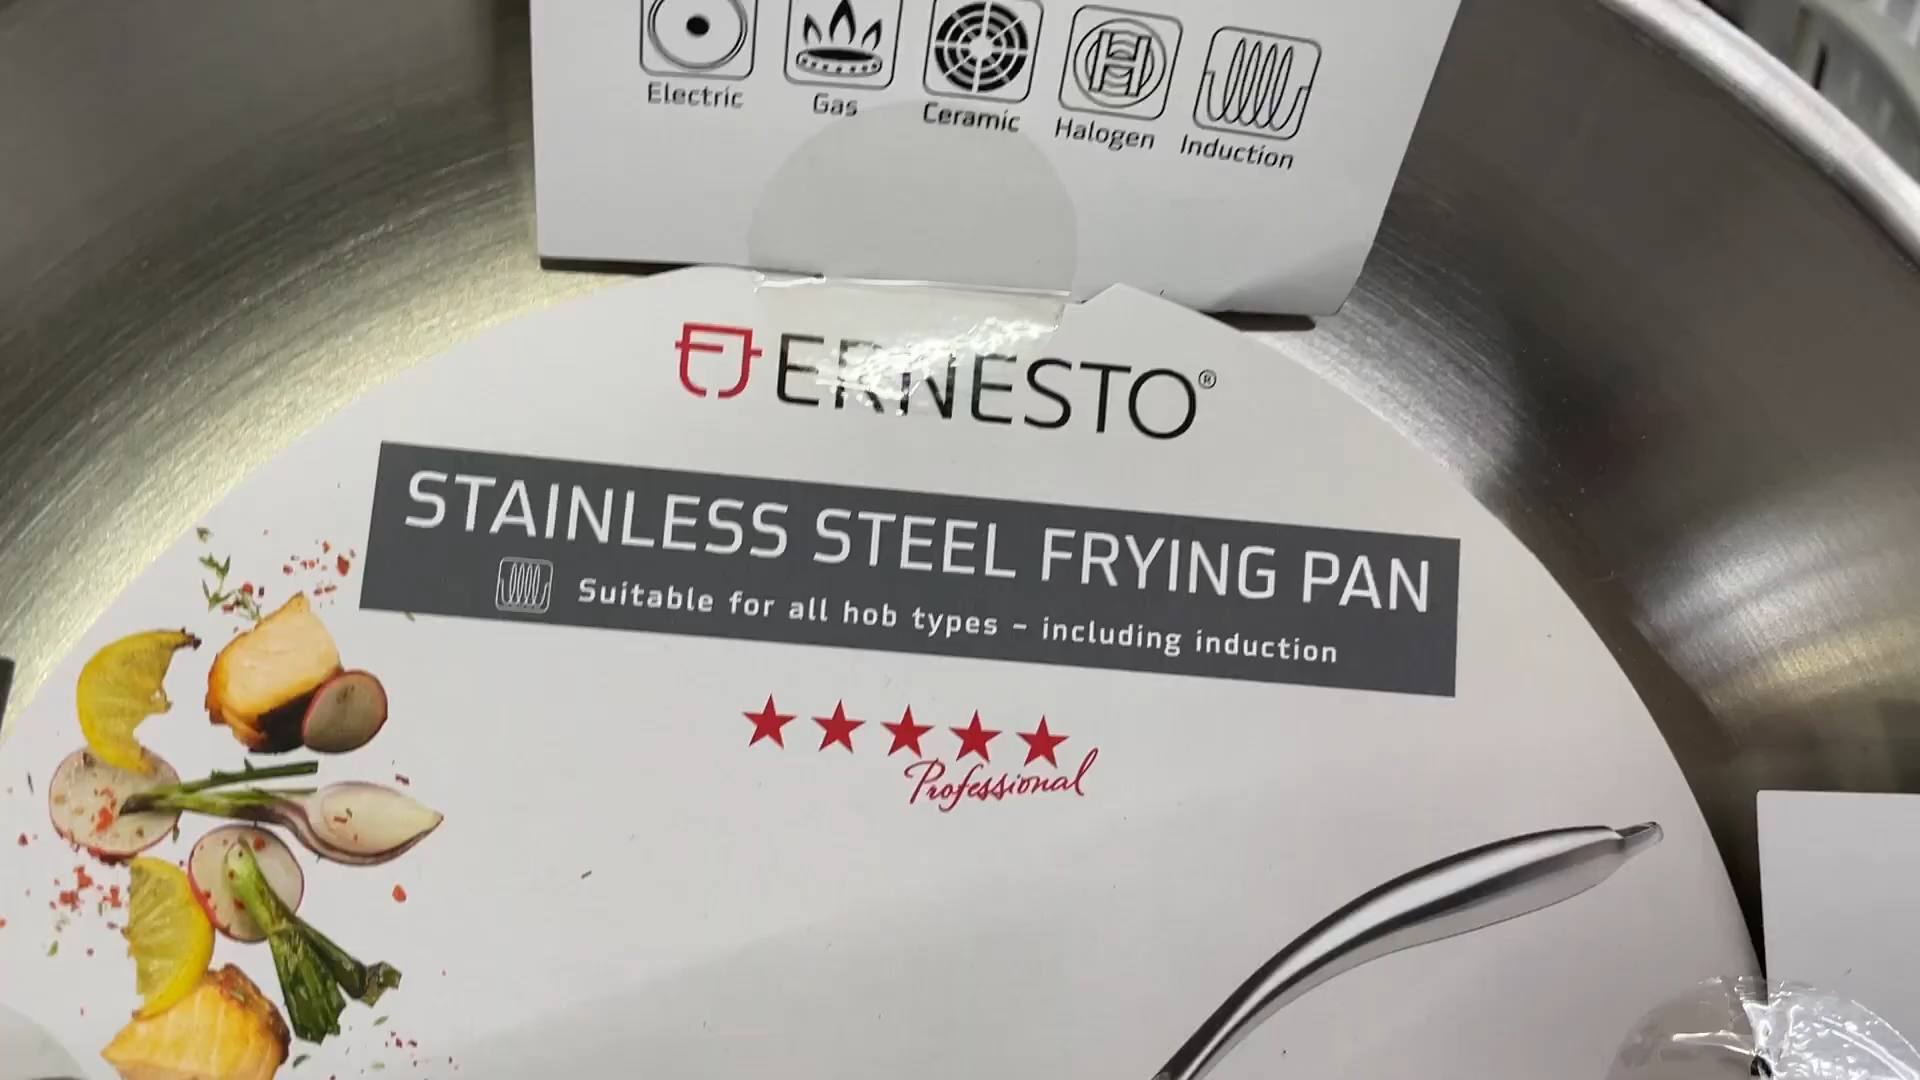 Electric Gas Ceramic Halogen Induction
ERNESTO®
STAINLESS STEEL FRYING PAN
Suitable for all hob types – including induction
Professional